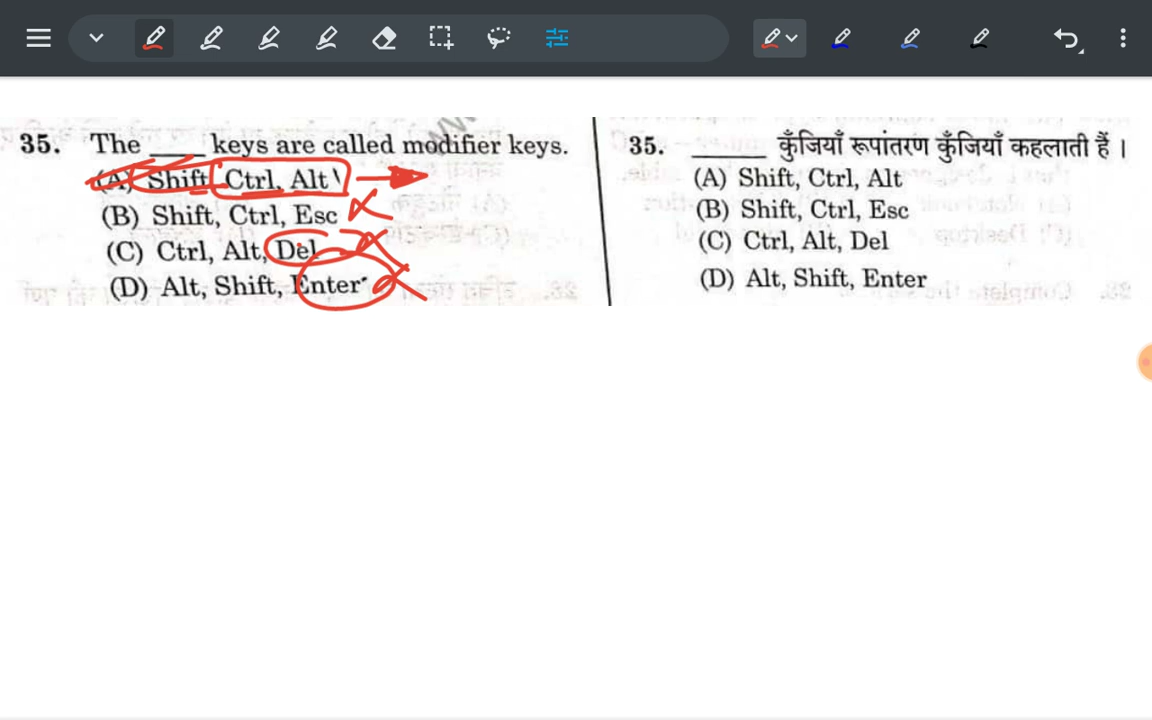 35. The ____ keys are called modifier keys.
(A) Shift, Ctrl, Alt
(B) Shift, Ctrl, Esc
(C) Ctrl, Alt, Del
(D) Alt, Shift, Enter
35. _____ कुँजियाँ रूपांतरण कुँजियाँ कहलाती हैं ।
(A) Shift, Ctrl, Alt
(B) Shift, Ctrl, Esc
(C) Ctrl, Alt, Del
(D) Alt, Shift, Enter